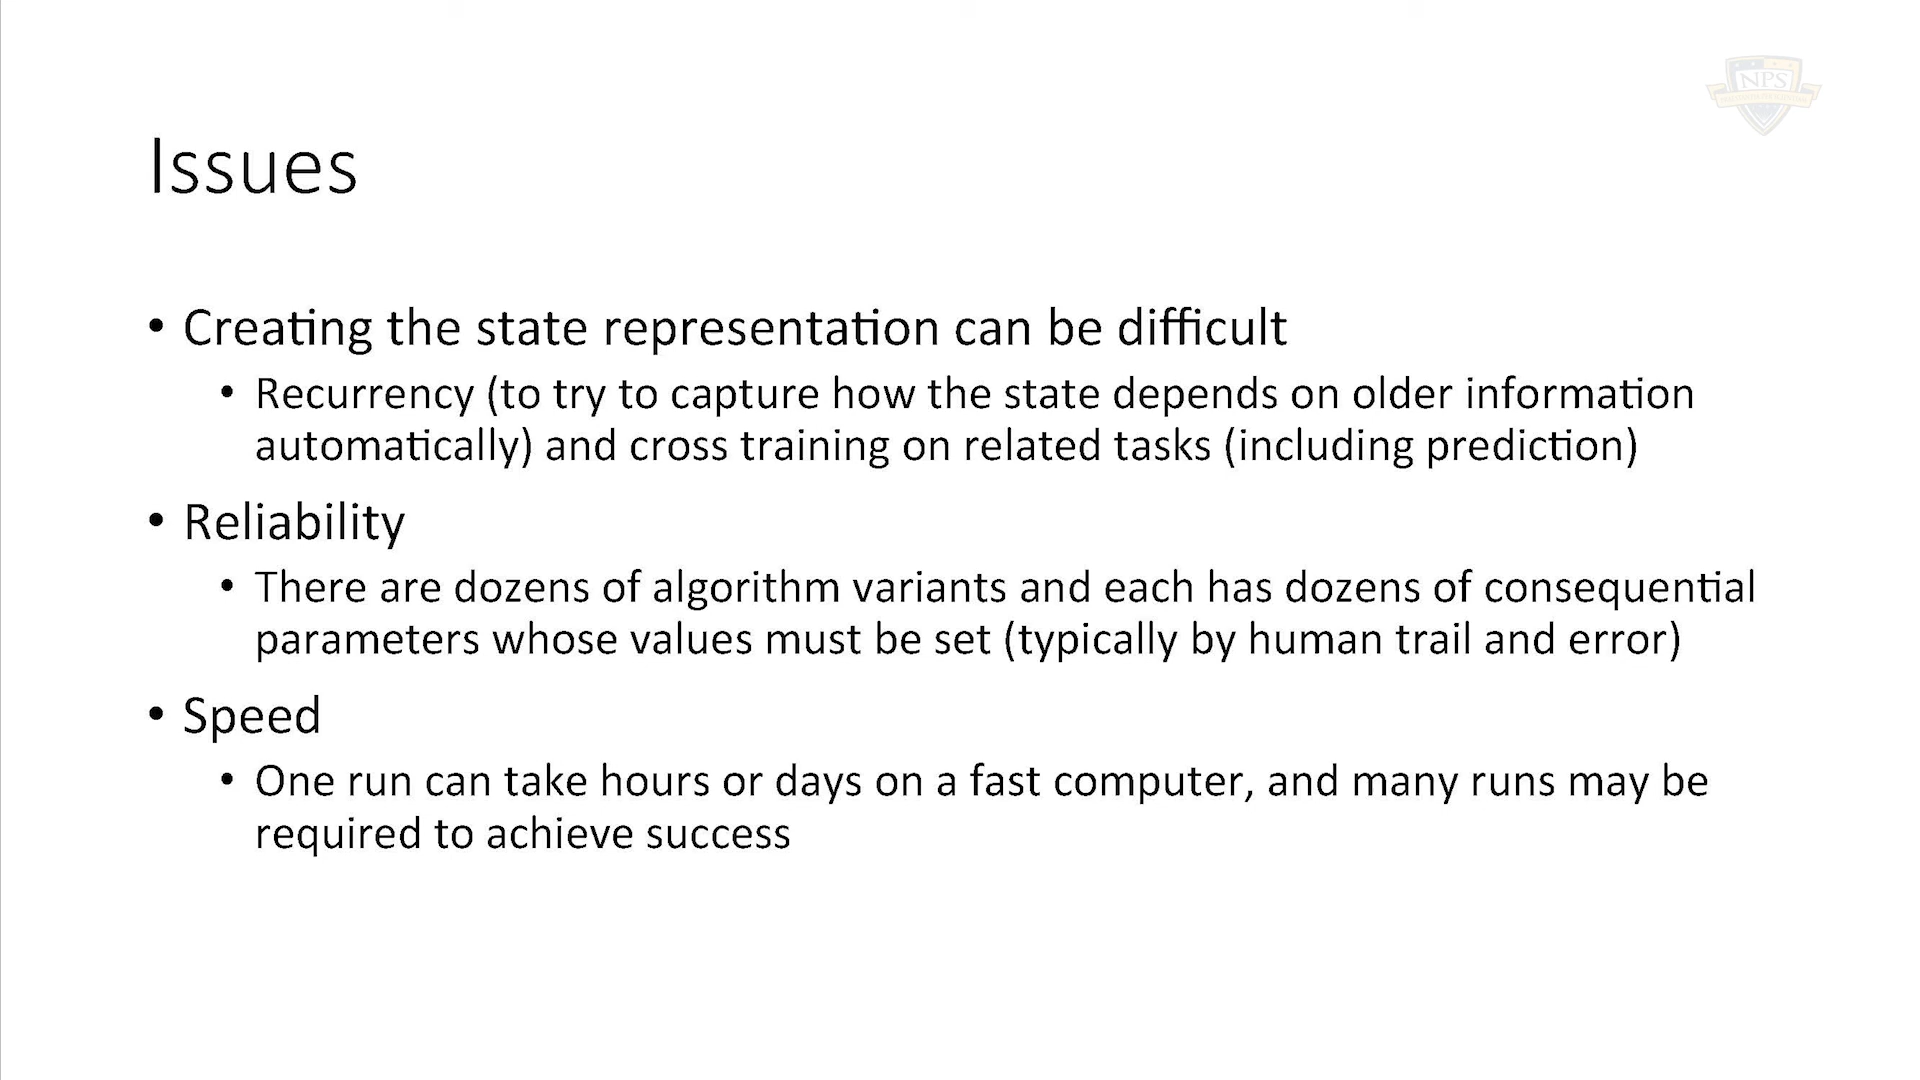 NPS
Issues
• Creating the state representation can be difficult
• Recurrency (to try to capture how the state depends on older information
automatically) and cross training on related tasks (including prediction)
• Reliability
• There are dozens of algorithm variants and each has dozens of consequential
parameters whose values must be set (typically by human trail and error)
• Speed
• One run can take hours or days on a fast computer, and many runs may be
required to achieve success